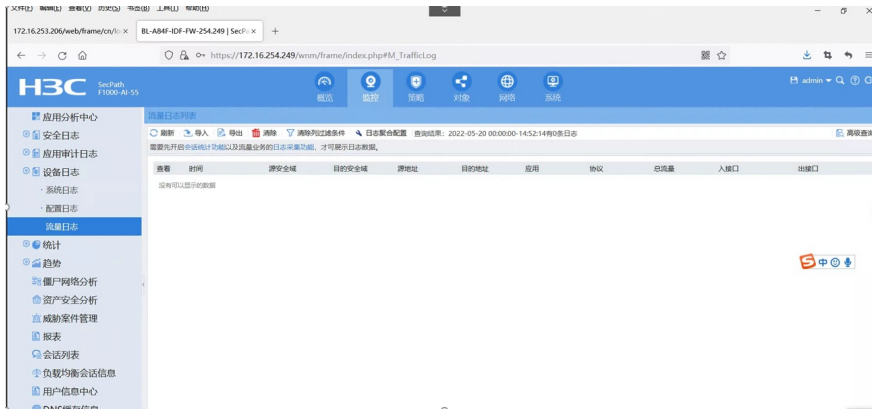 文件(F) 编辑(E) 查看(V) 历史(S) 书签(B) 工具(T) 帮助(H)
172.16.253.206/web/frame/cn/lo × BL-A84F-IDF-FW-254.249 | SecPa × +
https://172.16.254.249/wnm/frame/index.php#M_TrafficLog
H3C SecPath F1000-AI-55
概览 监控 策略 对象 网络 系统
admin
应用分析中心
安全日志
应用审计日志
设备日志
系统日志
配置日志
流量日志
统计
趋势
僵尸网络分析
资产安全分析
威胁案件管理
报表
会话列表
负载均衡会话信息
用户信息中心
DNS缓存信息
流量日志列表
刷新 导入 导出 清除 清除列过滤条件 日志聚合配置 查询结果：2022-05-20 00:00:00-14:52:14有0条日志 高级查询
需要先开启会话统计功能以及流量业务的日志采集功能，才可展示日志数据。
查看 时间 源安全域 目的安全域 源地址 目的地址 应用 协议 总流量 入接口 出接口
没有可以显示的数据
中